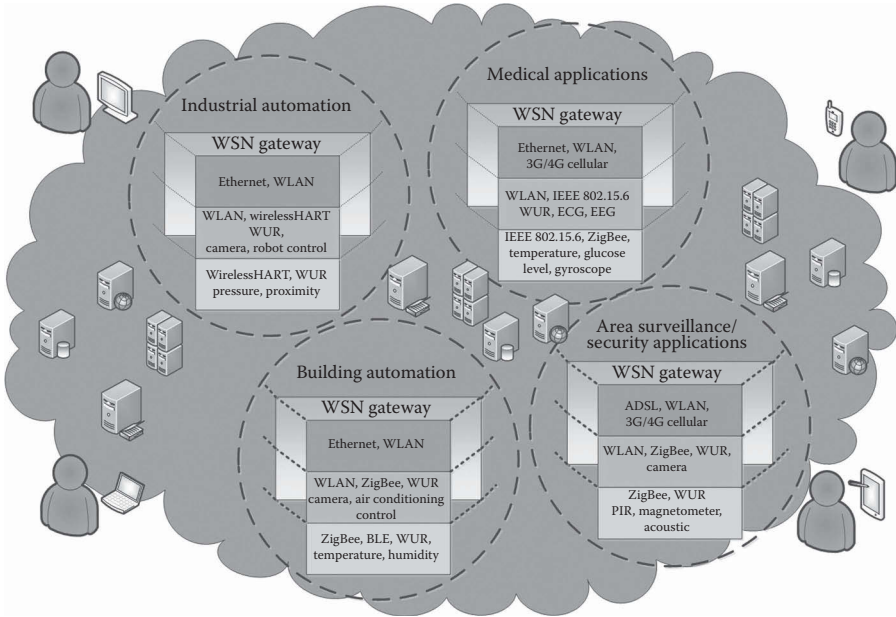 Industrial automation
WSN gateway
Ethernet, WLAN
WLAN, wirelessHART
WUR,
camera, robot control
WirelessHART, WUR
pressure, proximity
Medical applications
WSN gateway
Ethernet, WLAN,
3G/4G cellular
WLAN, IEEE 802.15.6
WUR, ECG, EEG
IEEE 802.15.6, ZigBee,
temperature, glucose
level, gyroscope
Building automation
WSN gateway
Ethernet, WLAN
WLAN, ZigBee, WUR
camera, air conditioning
control
ZigBee, BLE, WUR,
temperature, humidity
Area surveillance/
security applications
WSN gateway
ADSL, WLAN,
3G/4G cellular
WLAN, ZigBee, WUR,
camera
ZigBee, WUR
PIR, magnetometer,
acoustic